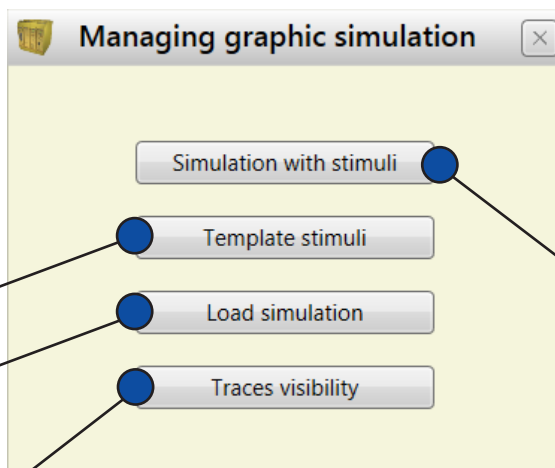 Managing graphic simulation
Simulation with stimuli
Template stimuli
Load simulation
Traces visibility